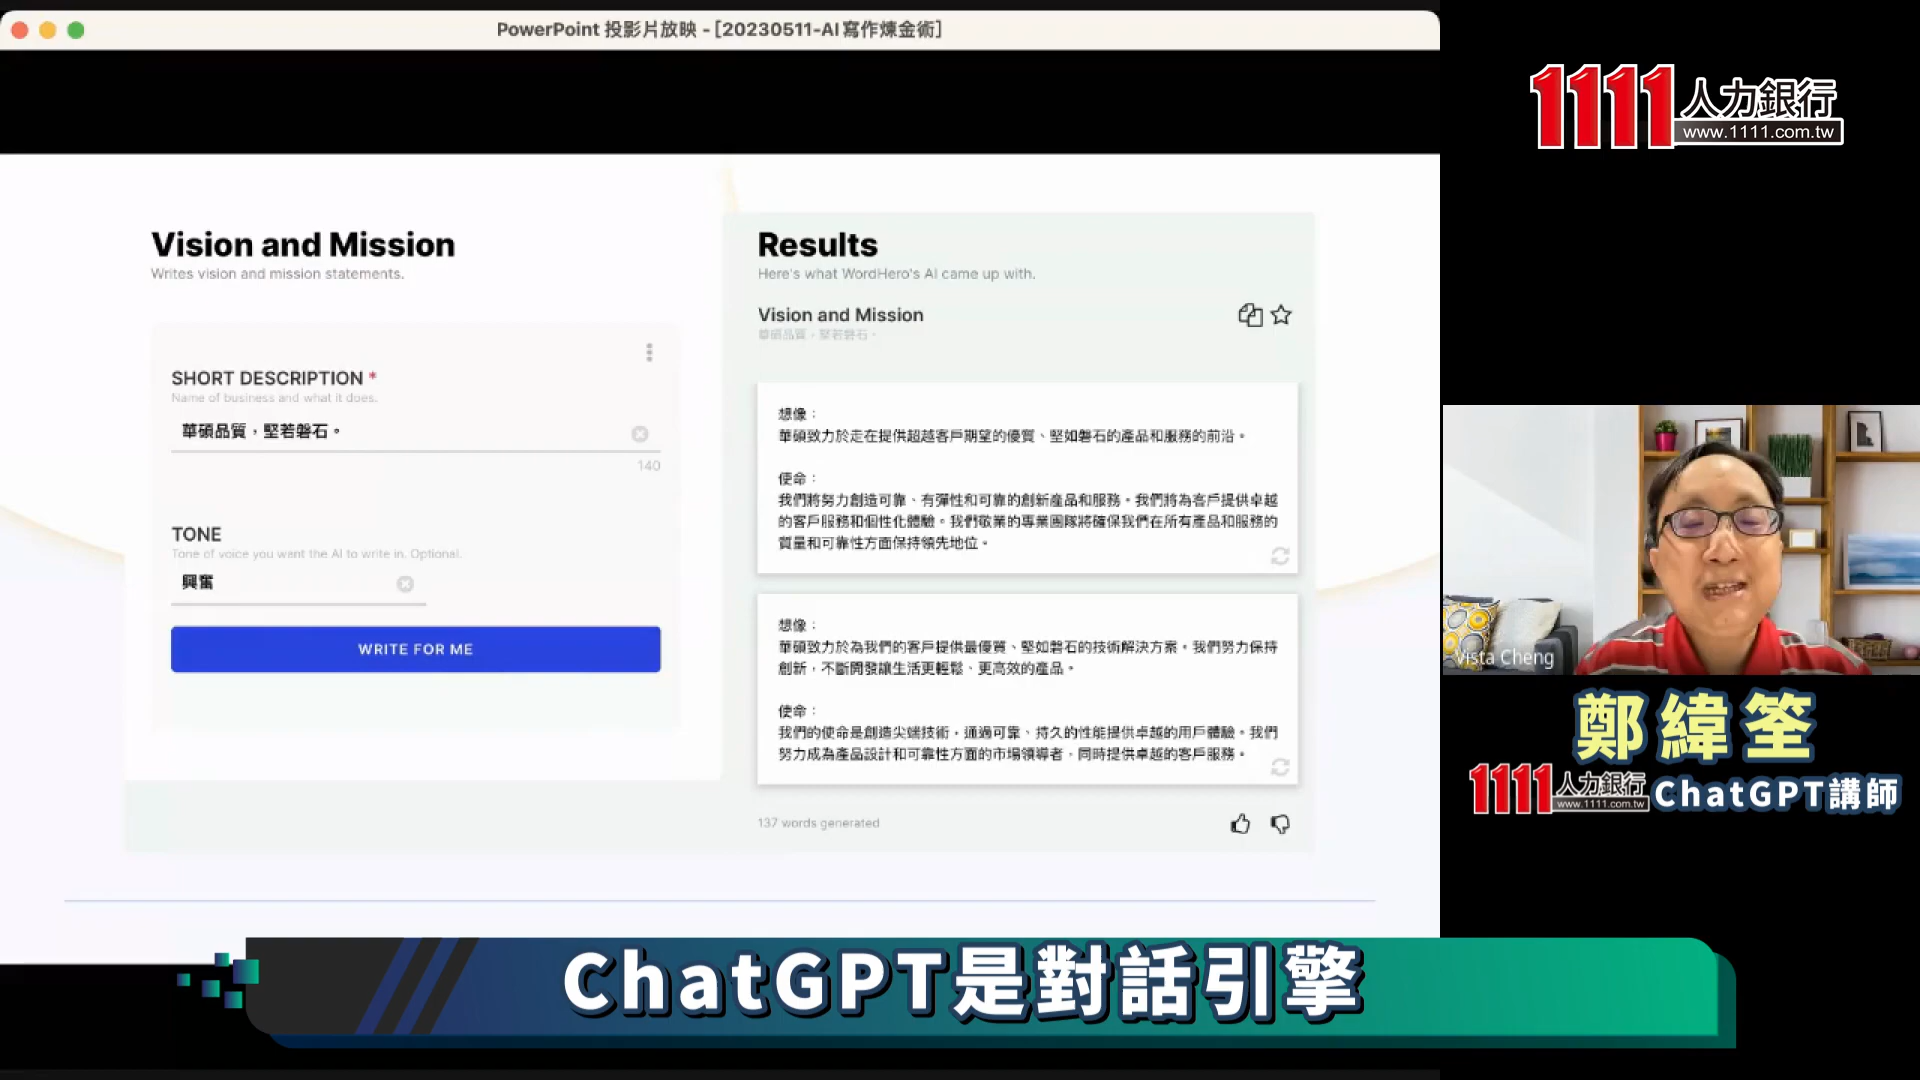 PowerPoint 投影片放映 - [20230511-AI寫作煉金術]
Vision and Mission
Writes vision and mission statements.
SHORT DESCRIPTION *
Name of business and what it does.
華碩品質，堅若磐石。
140
TONE
Tone of voice you want the AI to write in. Optional.
興奮
WRITE FOR ME
Results
Here's what WordHero's AI came up with.
Vision and Mission
華碩品質，堅若磐石。
想像：
華碩致力於走在提供超越客戶期望的優質、堅如磐石的產品和服務的前沿。
使命：
我們將努力創造可靠、有彈性和可靠的創新產品和服務。我們將為客戶提供卓越
的客戶服務和個性化體驗。我們敬業的專業團隊將確保我們在所有產品和服務的
質量和可靠性方面保持領先地位。
想像：
華碩致力於為我們的客戶提供最優質、堅如磐石的技術解決方案。我們努力保持
創新，不斷開發讓生活更輕鬆、更高效的產品。
使命：
我們的使命是創造尖端技術，通過可靠、持久的性能提供卓越的用戶體驗。我們
努力成為產品設計和可靠性方面的市場領導者，同時提供卓越的客戶服務。
137 words generated
1111人力銀行
www.1111.com.tw
Vista Cheng
鄭緯筌
1111人力銀行
www.1111.com.tw
ChatGPT講師
ChatGPT是對話引擎